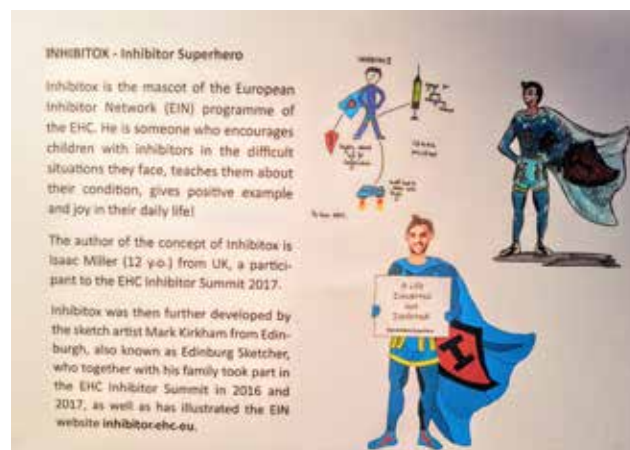 INHIBITOX - Inhibitor Superhero
Inhibitox is the mascot of the European
Inhibitor Network (EIN) programme of
the EHC. He is someone who encourages
children with inhibitors in the difficult
situations they face, teaches them about
their condition, gives positive example
and joy in their daily life!
The author of the concept of Inhibitox is
Isaac Miller (12 y.o.) from UK, a partici-
pant to the EHC Inhibitor Summit 2017.
Inhibitox was then further developed by
the sketch artist Mark Kirkham from Edin-
burgh, also known as Edinburg Sketcher,
who together with his family took part in
the EHC Inhibitor Summit in 2016 and
2017, as well as has illustrated the EIN
website inhibitor.ehc.eu.
A Life
Inhibited